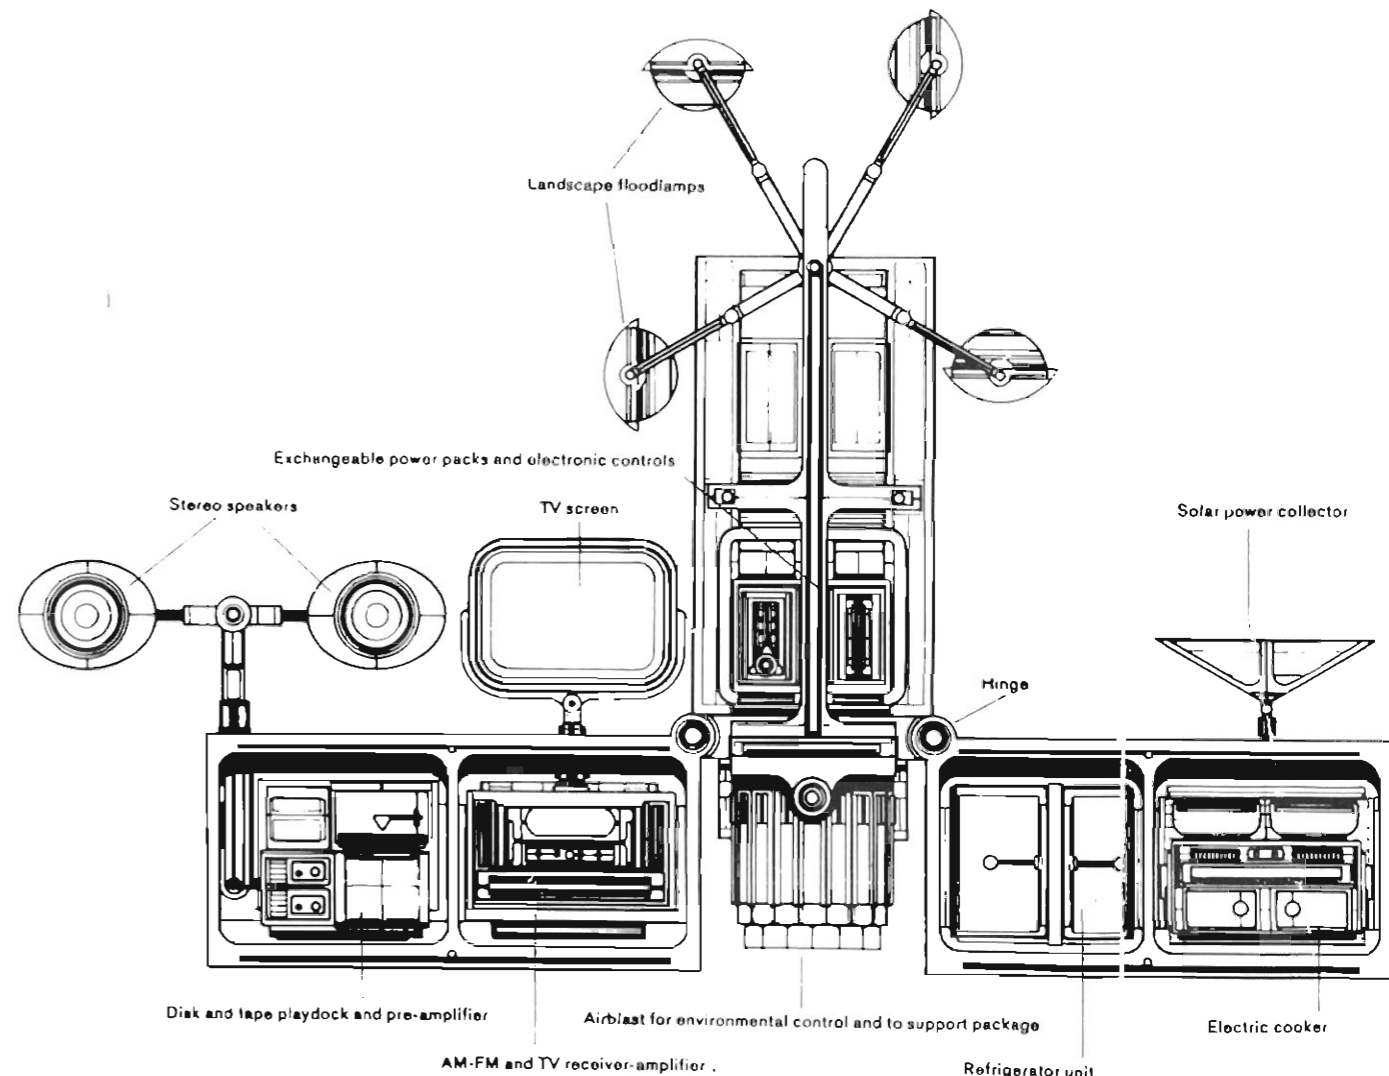 Landscape floodlamps
Exchangeable power packs and electronic controls
Stereo speakers
TV screen
Solar power collector
Hinge
Disk and tape playdock and pre-amplifier
Airblast for environmental control and to support package
Electric cooker
AM-FM and TV receiver-amplifier .
Refrigerator unit